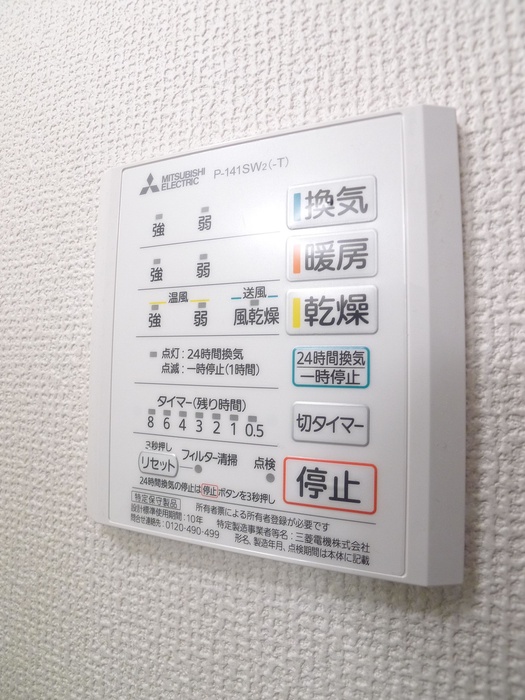 MITSUBISHI ELECTRIC P-141SW2(-T)
強 弱 換気
強 弱 暖房
温風 送風
強 弱 風乾燥 乾燥
点灯:24時間換気
点滅:一時停止(1時間)
24時間換気
一時停止
タイマー(残り時間)
8 6 4 3 2 1 0.5
切タイマー
3秒押し
リセット フィルター清掃 点検
停止
24時間換気の停止は停止ボタンを3秒押し
特定保守製品 所有者票による所有者登録が必要です
設計標準使用期間:10年 特定製造事業者等名:三菱電機株式会社
問合せ連絡先:0120-490-499 形名、製造年月、点検期間は本体に記載